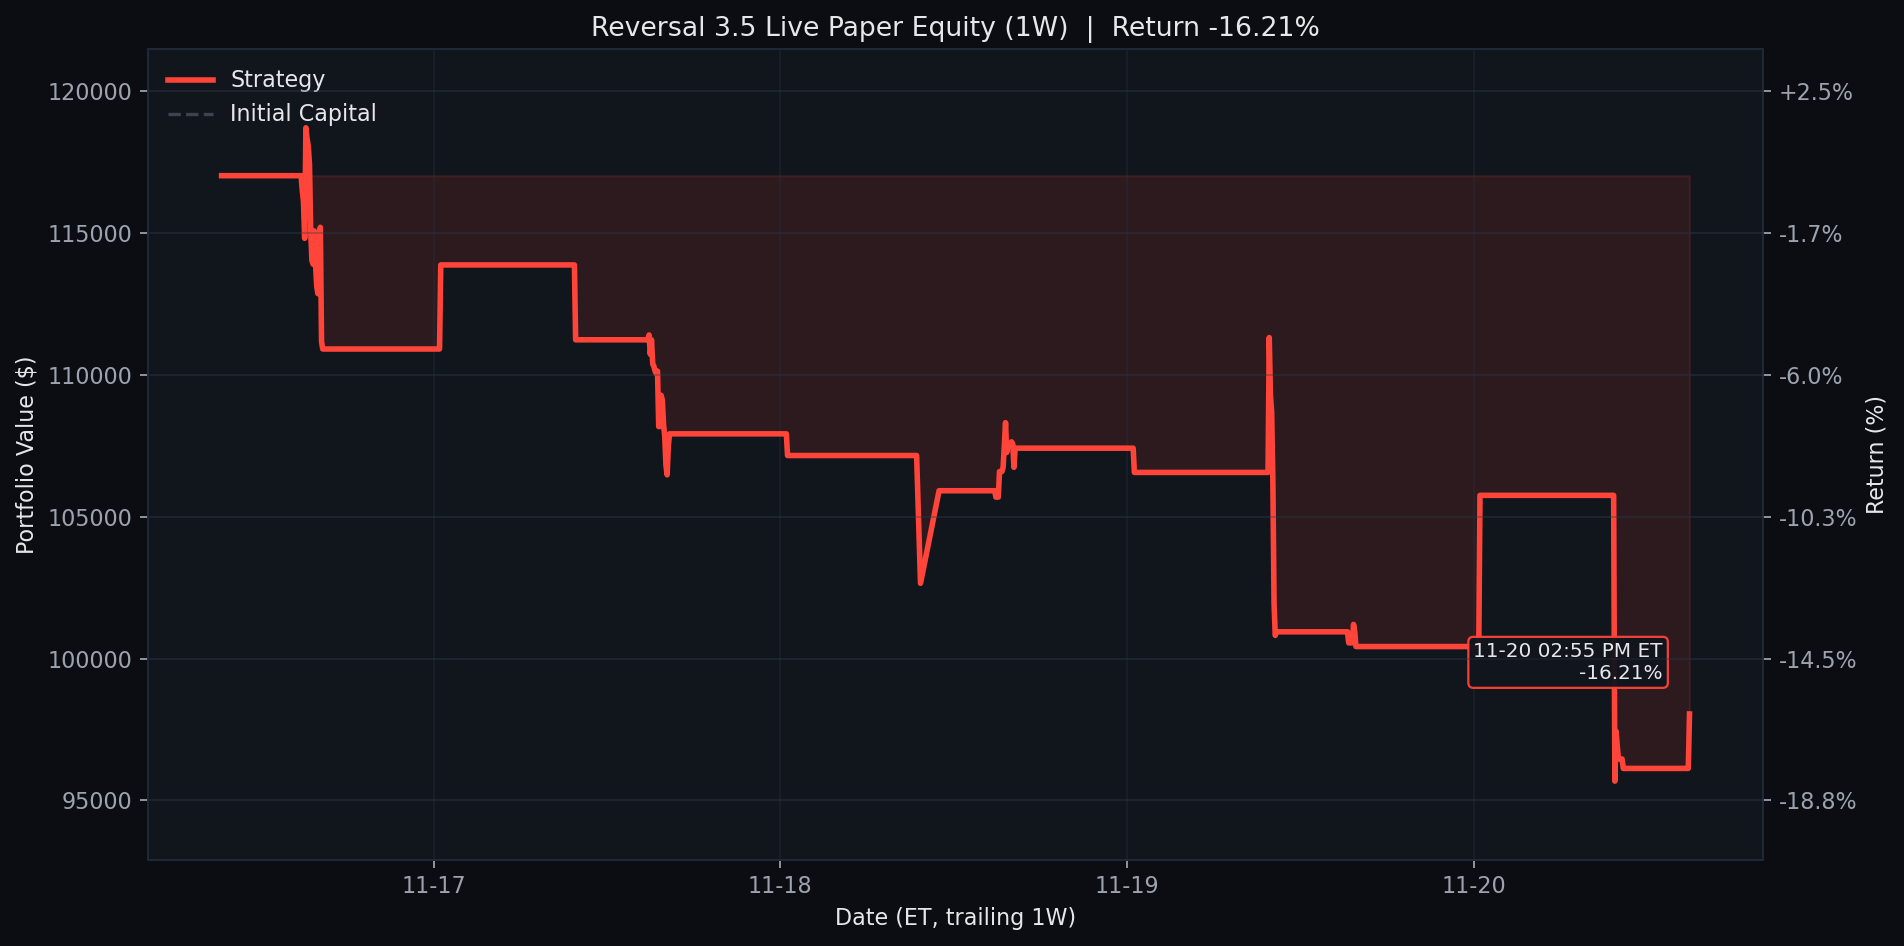 Reversal 3.5 Live Paper Equity (1W)  |  Return -16.21%
Strategy
Initial Capital
120000
115000
110000
105000
100000
95000
Portfolio Value ($)
+2.5%
-1.7%
-6.0%
-10.3%
-14.5%
-18.8%
Return (%)
11-20 02:55 PM ET
-16.21%
11-17
11-18
11-19
11-20
Date (ET, trailing 1W)